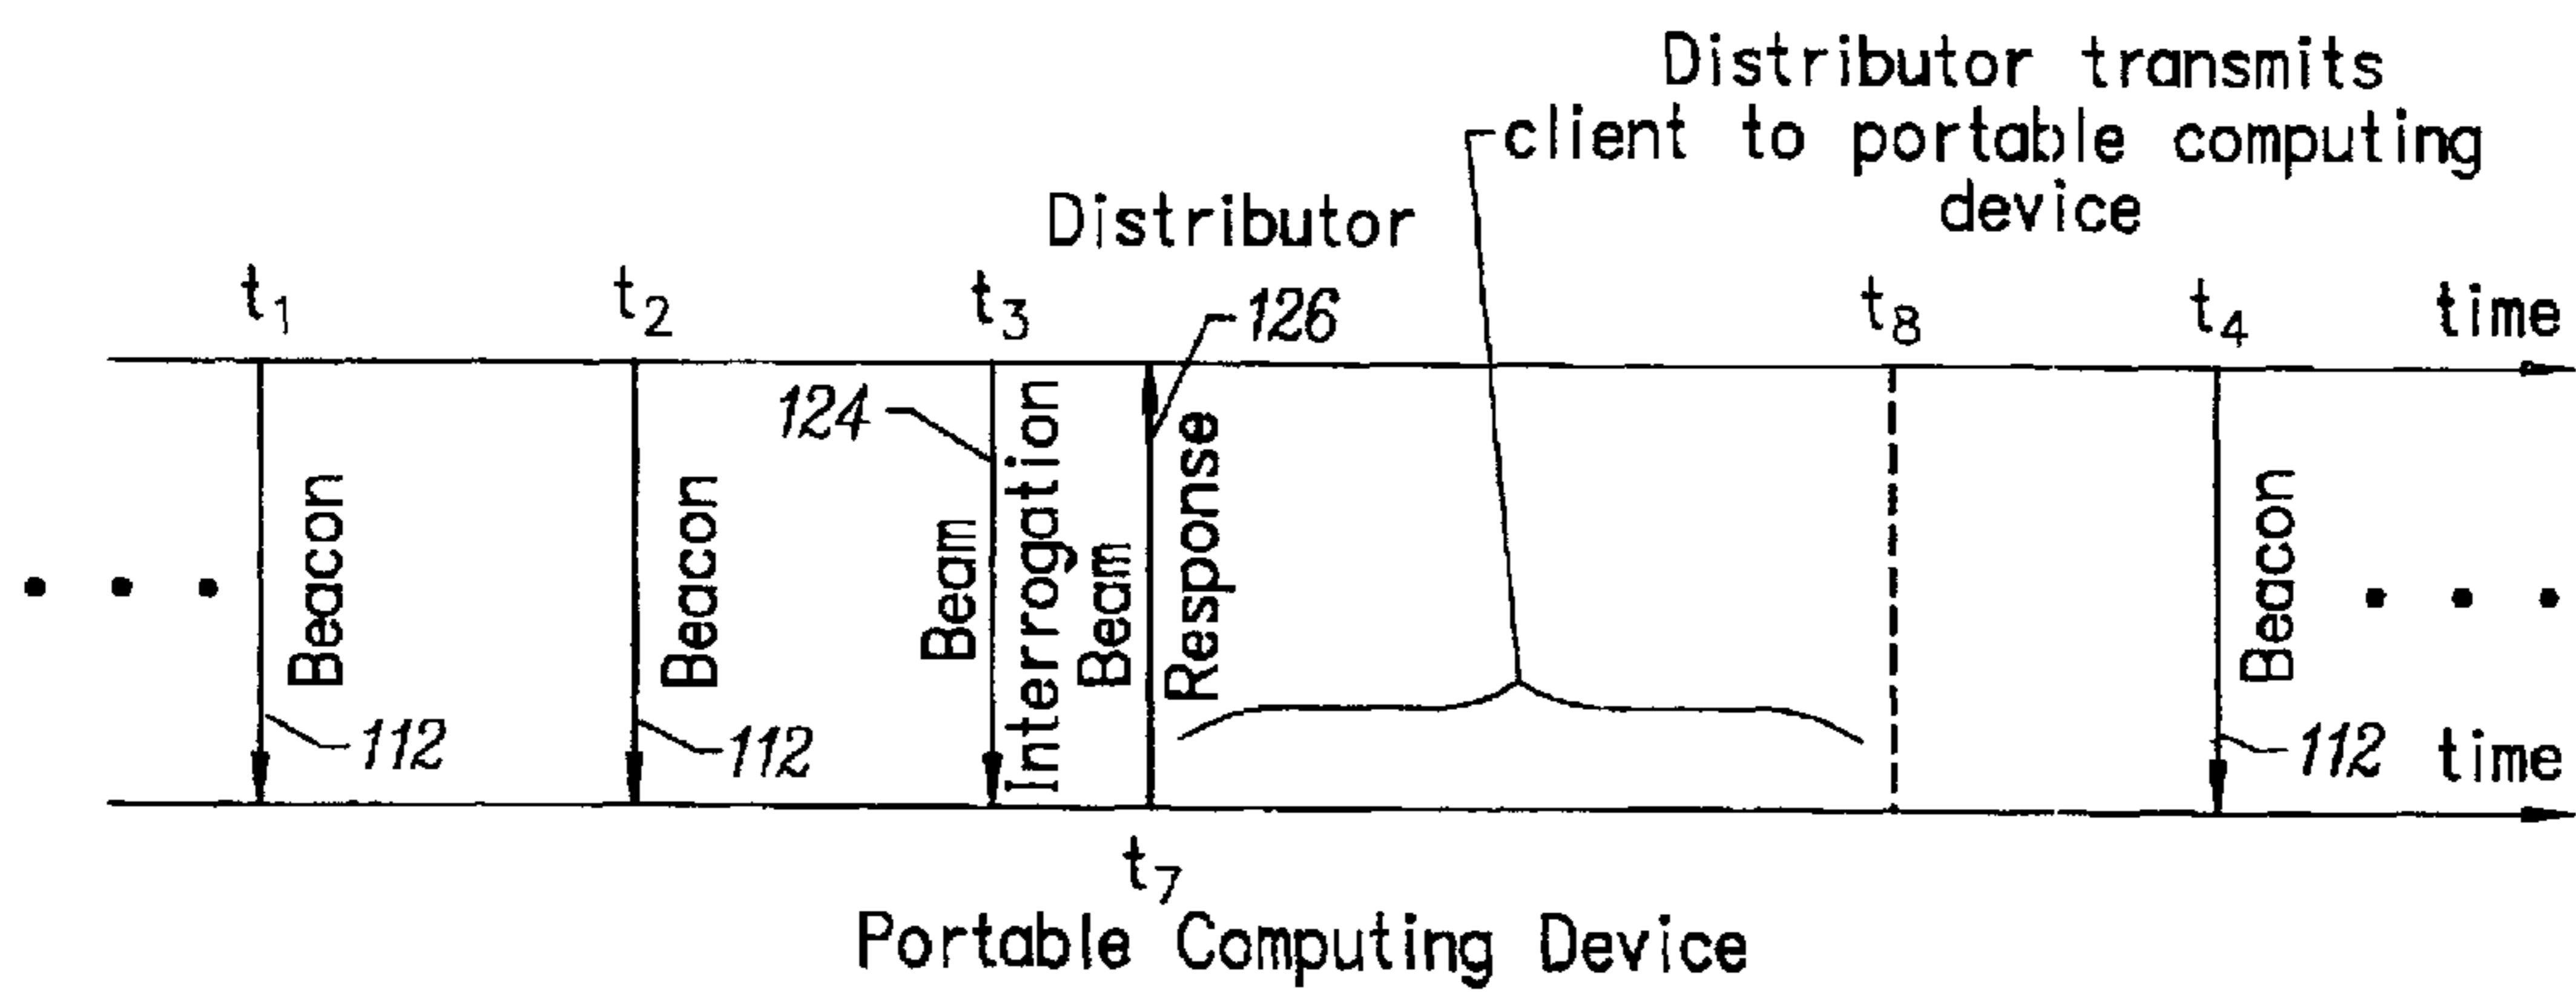 Distributor transmits
client to portable computing
device
Distributor
t1 t2 t3 126 t8 t4 time
124
Beacon
112
Beacon
112
Beam
Interrogation
Beam
Response
Beacon
112
time
t7
Portable Computing Device